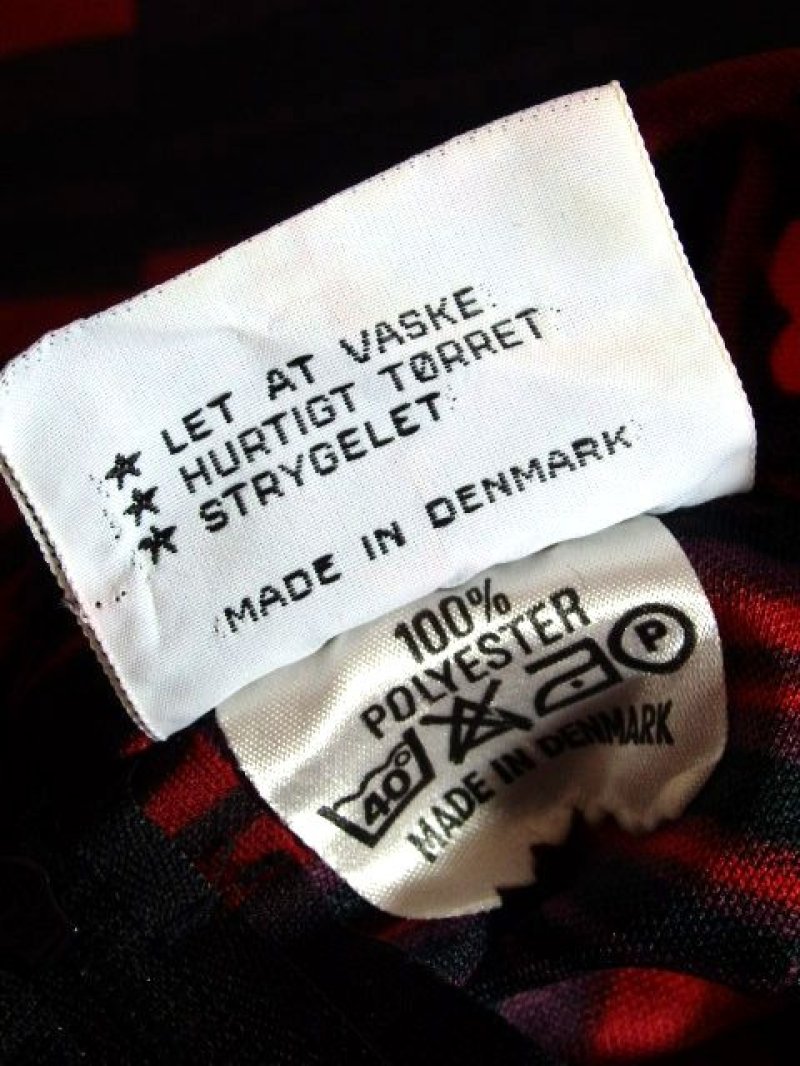 ★ LET AT VASKE
★ HURTIGT TØRRET
★ STRYGELET
MADE IN DENMARK
100%
POLYESTER
40° P
MADE IN DENMARK